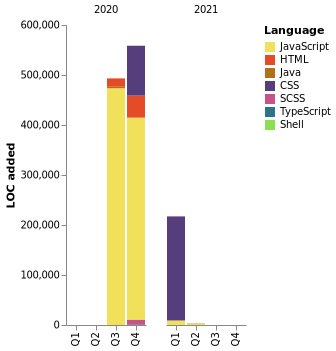 2020 2021
Language
JavaScript
HTML
Java
CSS
SCSS
TypeScript
Shell
LOC added
600,000
500,000
400,000
300,000
200,000
100,000
0
Q1 Q2 Q3 Q4 Q1 Q2 Q3 Q4